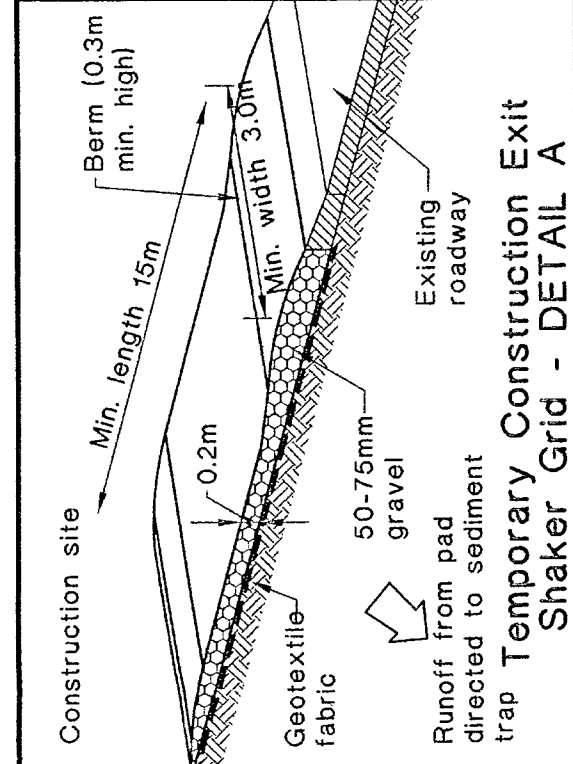 Construction site
Min. length 15m
Berm (0.3m
min. high)
Min. width 3.0m
0.2m
Geotextile
fabric
50-75mm
gravel
Existing
roadway
Runoff from pad
directed to sediment
trap
Temporary Construction Exit
Shaker Grid - DETAIL A